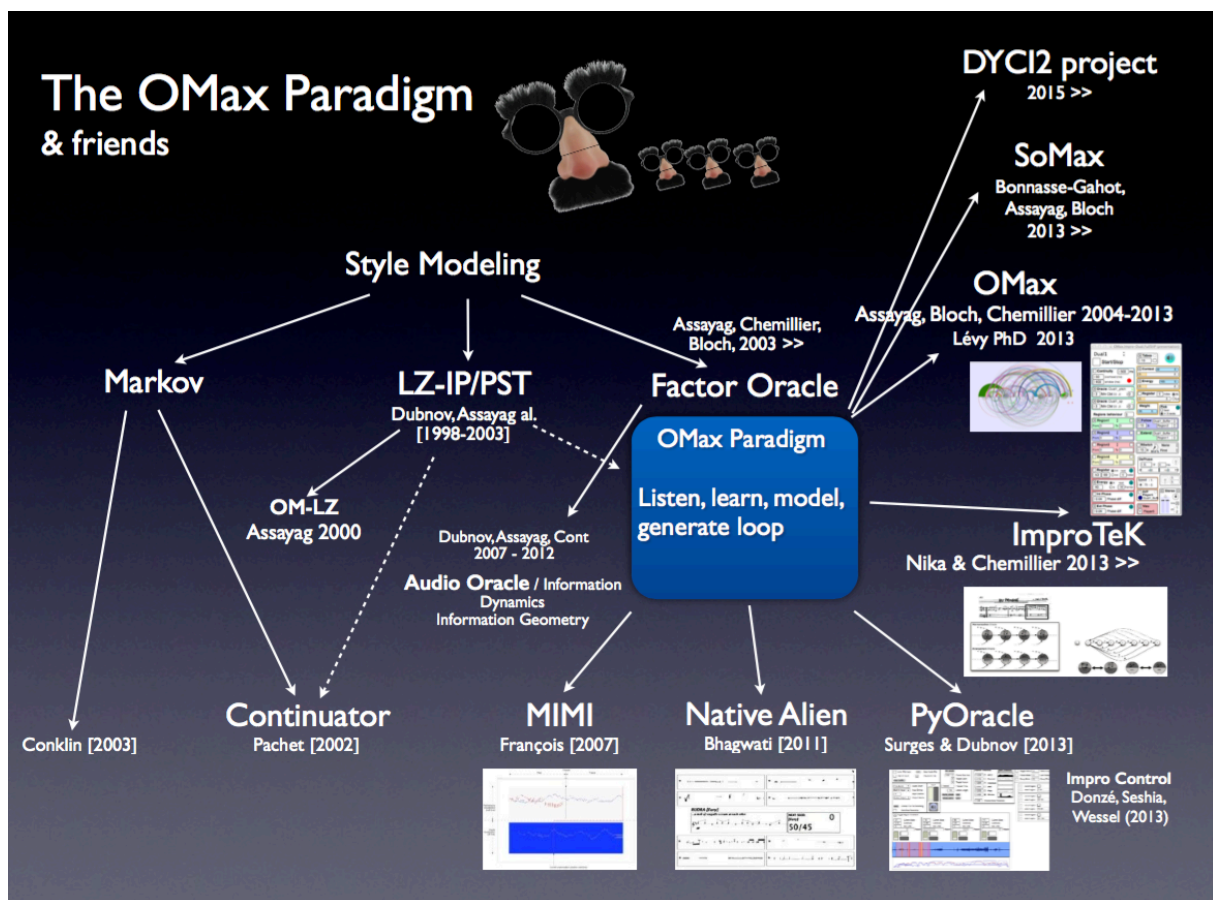 The OMax Paradigm
& friends
DYCI2 project
2015 >>
SoMax
Bonnasse-Gahot,
Assayag, Bloch
2013 >>
Style Modeling
OMax
Assayag, Bloch, Chemillier 2004-2013
Lévy PhD 2013
Assayag, Chemillier,
Bloch, 2003 >>
Markov
LZ-IP/PST
Dubnov, Assayag al.
[1998-2003]
Factor Oracle
OMax Paradigm
Listen, learn, model,
generate loop
OM-LZ
Assayag 2000
Dubnov, Assayag, Cont
2007 - 2012
Audio Oracle / Information
Dynamics
Information Geometry
ImproTeK
Nika & Chemillier 2013 >>
Conklin [2003]
Continuator
Pachet [2002]
MIMI
François [2007]
Native Alien
Bhagwati [2011]
50/45
PyOracle
Surges & Dubnov [2013]
Impro Control
Donzé, Seshia,
Wessel (2013)